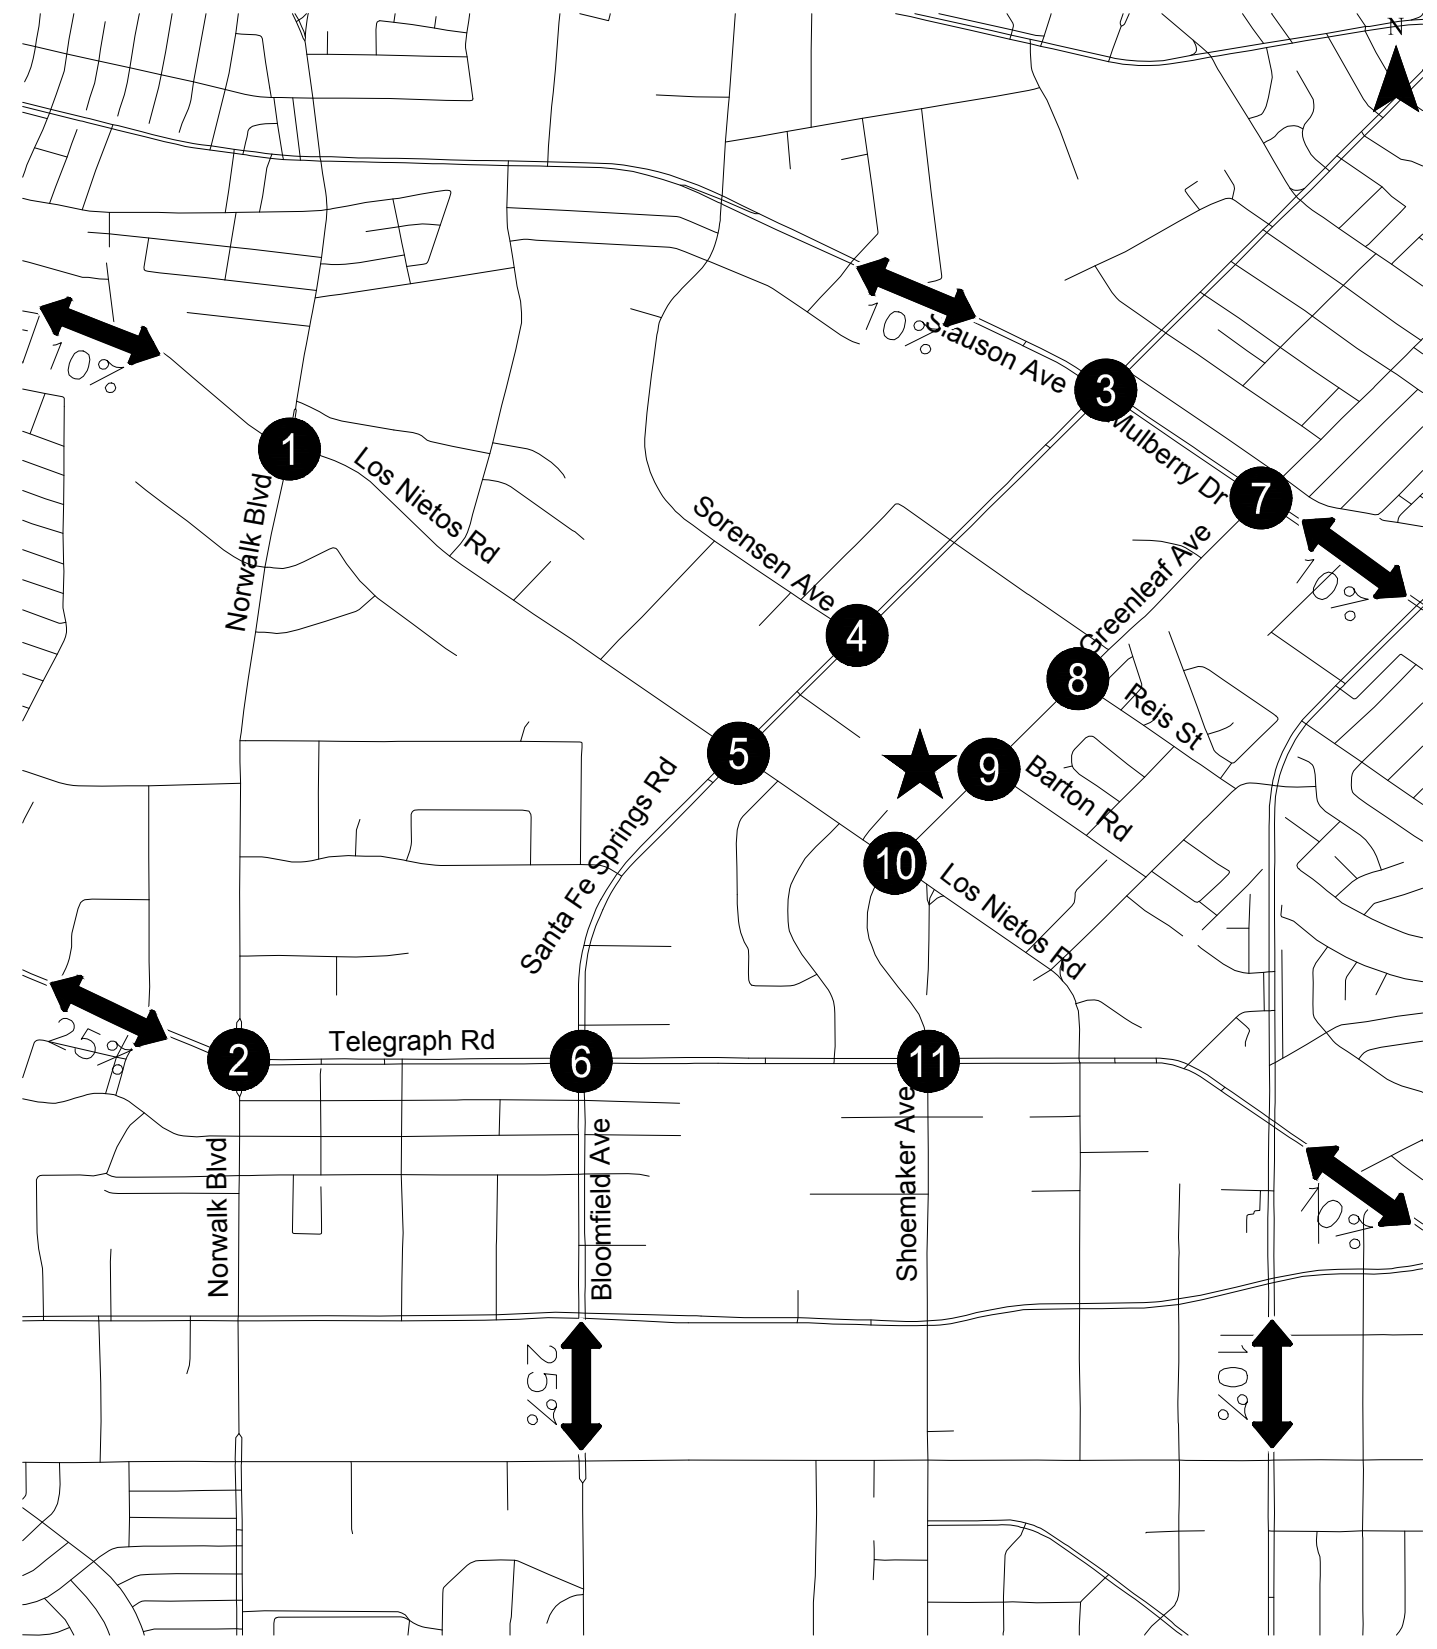 N
10%
Slauson Ave
10%
3
Mulberry Dr
1
Los Nietos Rd
7
Norwalk Blvd
Sorensen Ave
Greenleaf Ave
10%
4
8
Reis St
5
9
Barton Rd
Santa Fe Springs Rd
10
Los Nietos Rd
25%
2
Telegraph Rd
6
11
Norwalk Blvd
Bloomfield Ave
Shoemaker Ave
10%
25%
10%